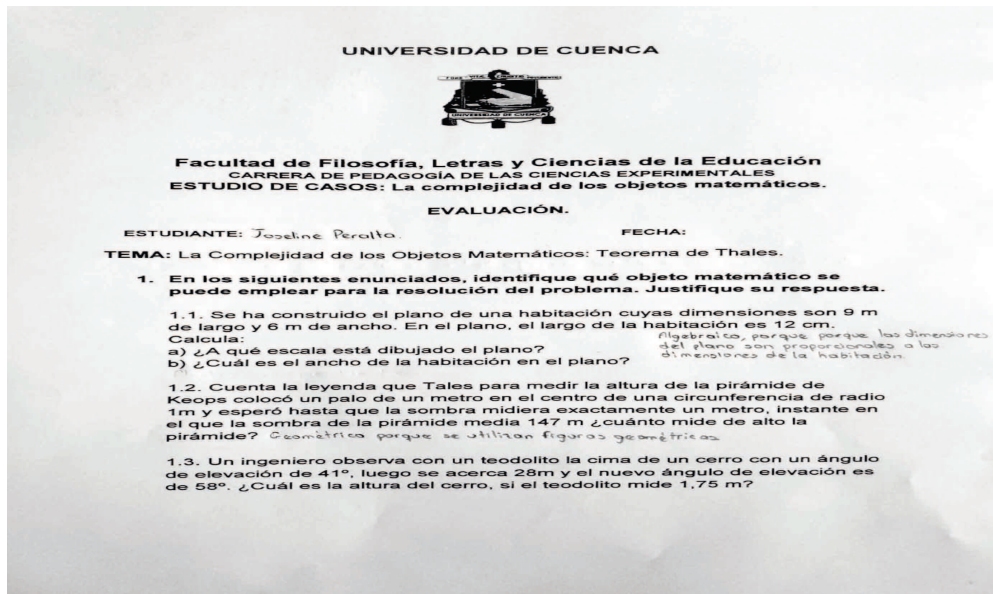 UNIVERSIDAD DE CUENCA
UNIVERSIDAD DE CUENCA
Facultad de Filosofía, Letras y Ciencias de la Educación
CARRERA DE PEDAGOGÍA DE LAS CIENCIAS EXPERIMENTALES
ESTUDIO DE CASOS: La complejidad de los objetos matemáticos.
EVALUACIÓN.
ESTUDIANTE: Joseline Peralta. FECHA:
TEMA: La Complejidad de los Objetos Matemáticos: Teorema de Thales.
1. En los siguientes enunciados, identifique qué objeto matemático se
puede emplear para la resolución del problema. Justifique su respuesta.
1.1. Se ha construido el plano de una habitación cuyas dimensiones son 9 m
de largo y 6 m de ancho. En el plano, el largo de la habitación es 12 cm.
Calcula:
a) ¿A qué escala está dibujado el plano?
b) ¿Cuál es el ancho de la habitación en el plano?
Algebraico, porque porque las dimensiones
del plano son proporcionales a las
dimensiones de la habitación.
1.2. Cuenta la leyenda que Tales para medir la altura de la pirámide de
Keops colocó un palo de un metro en el centro de una circunferencia de radio
1m y esperó hasta que la sombra midiera exactamente un metro, instante en
el que la sombra de la pirámide media 147 m ¿cuánto mide de alto la
pirámide? Geométrico porque se utilizan figuras geométricas
1.3. Un ingeniero observa con un teodolito la cima de un cerro con un ángulo
de elevación de 41º, luego se acerca 28m y el nuevo ángulo de elevación es
de 58º. ¿Cuál es la altura del cerro, si el teodolito mide 1,75 m?